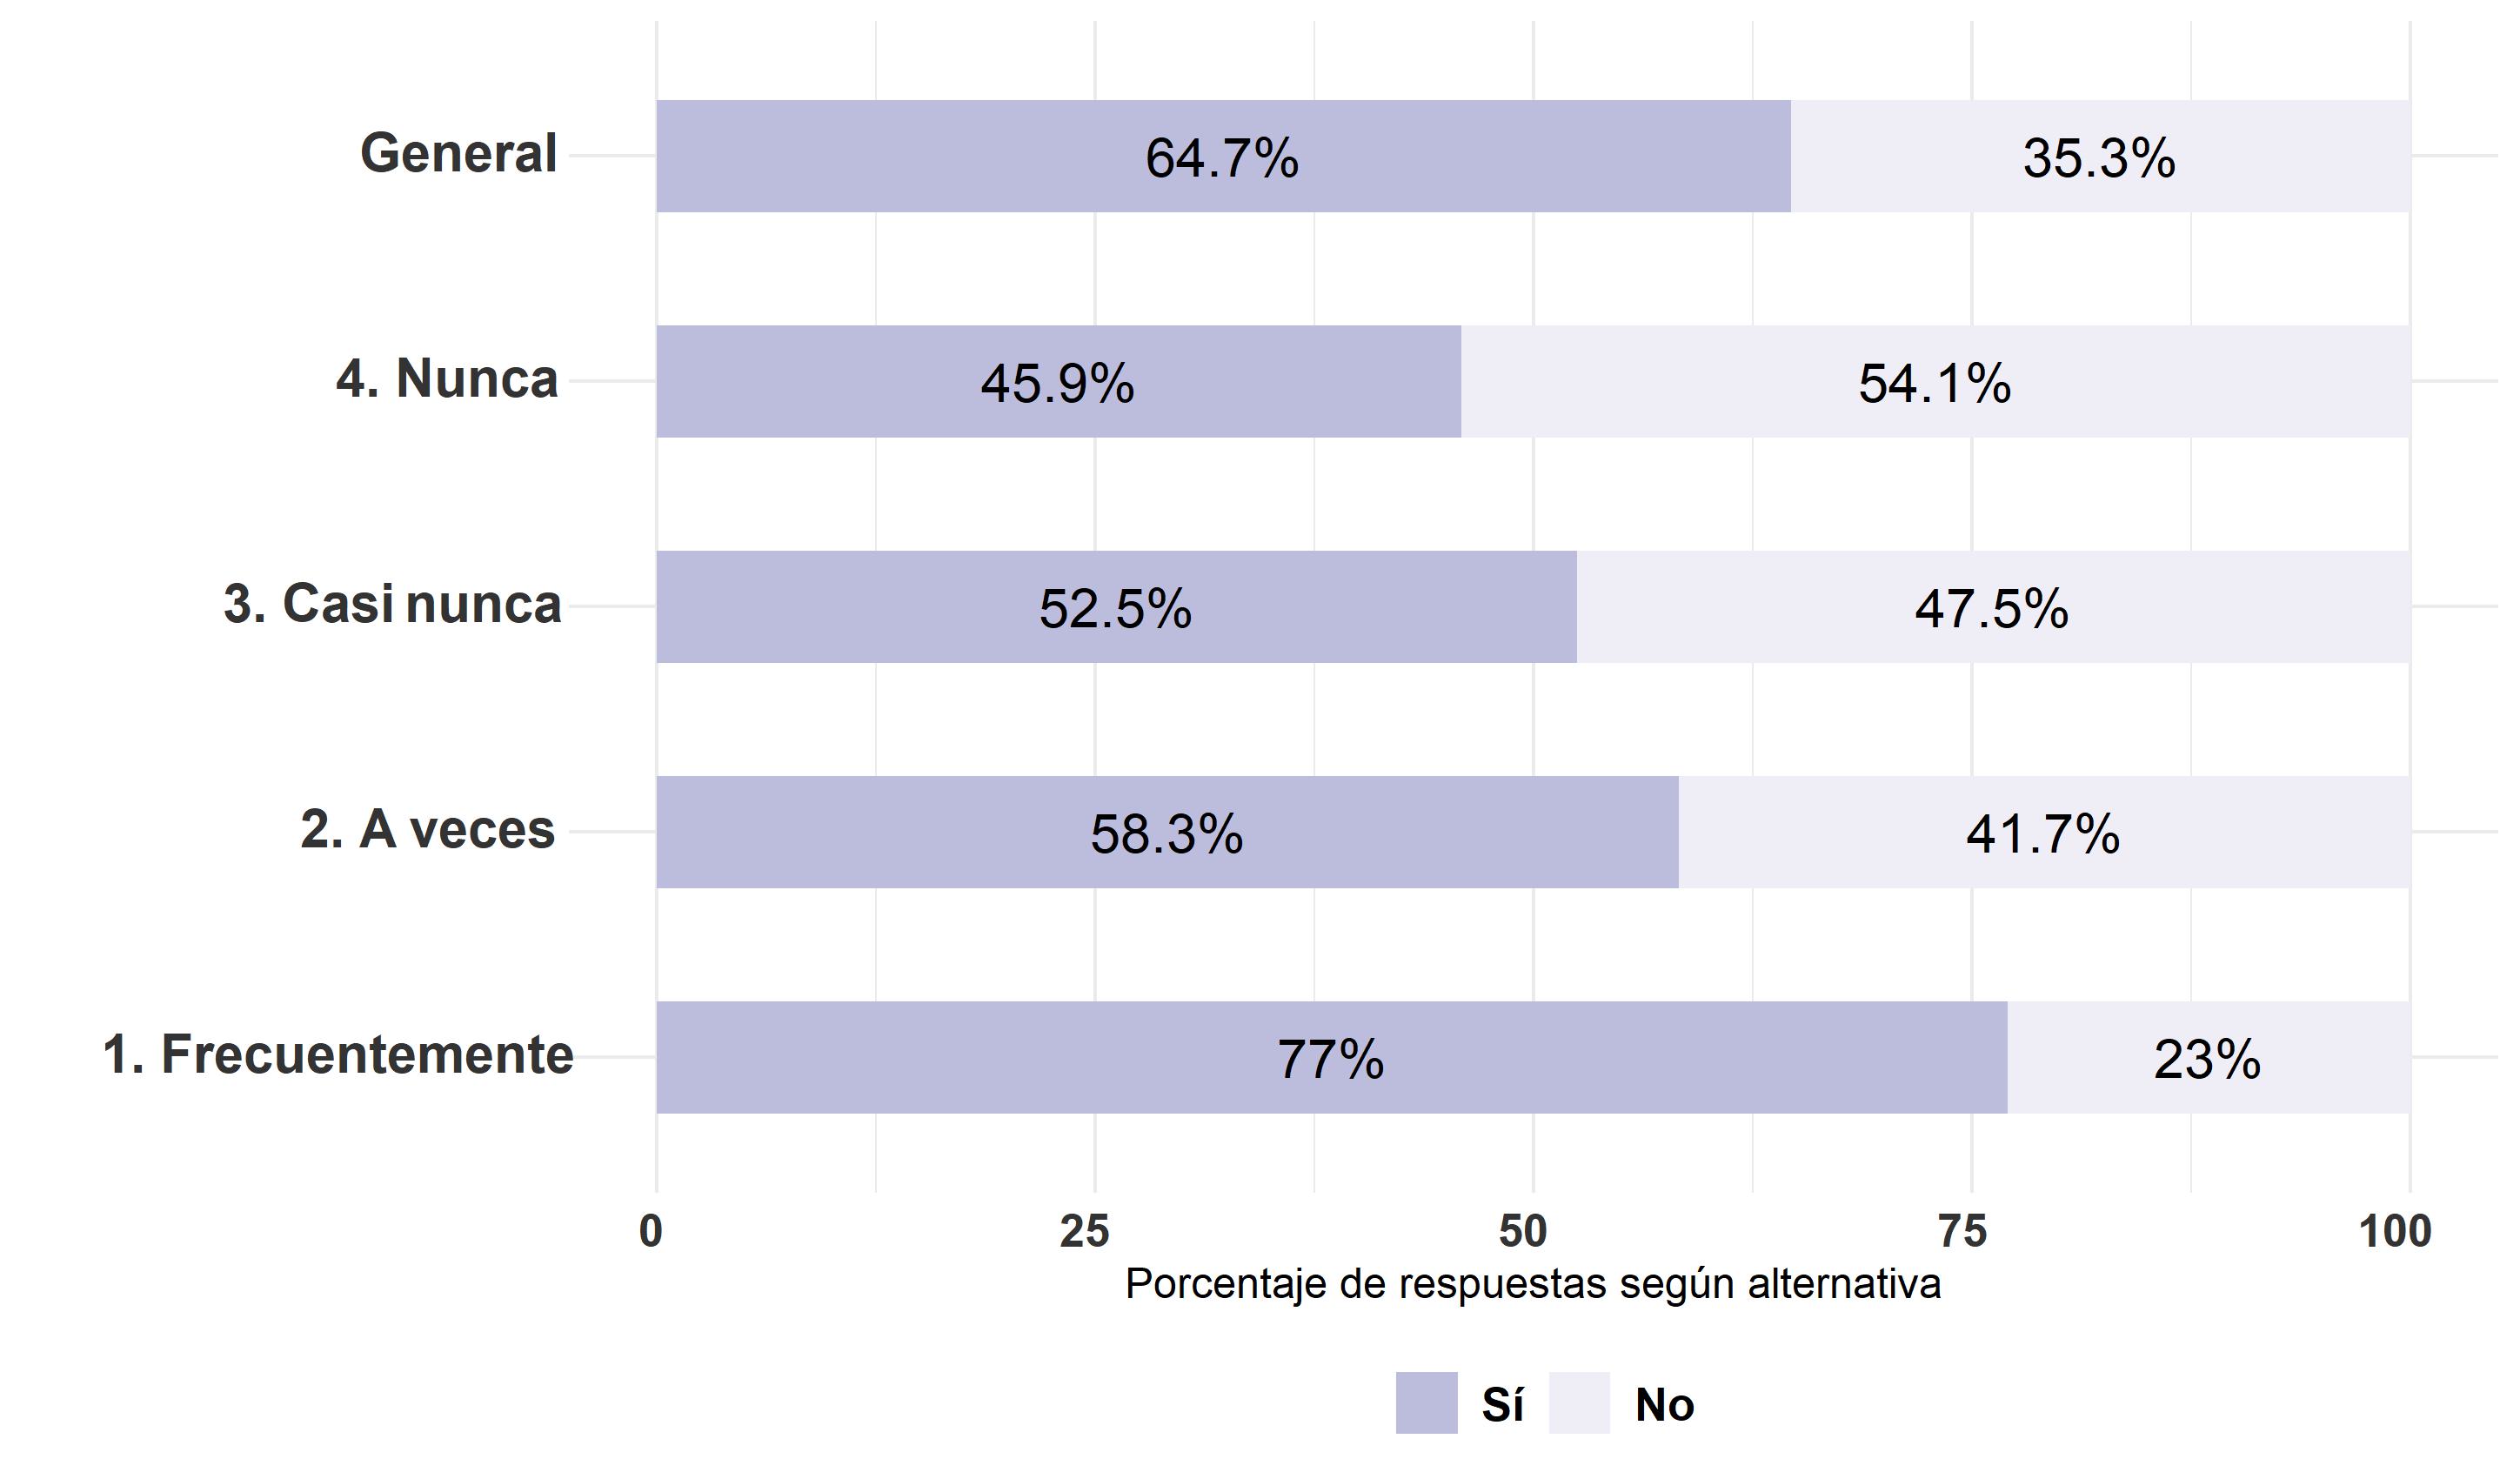 General 64.7% 35.3%
4. Nunca 45.9% 54.1%
3. Casi nunca 52.5% 47.5%
2. A veces 58.3% 41.7%
1. Frecuentemente 77% 23%
0 25 50 75 100
Porcentaje de respuestas según alternativa
Sí No